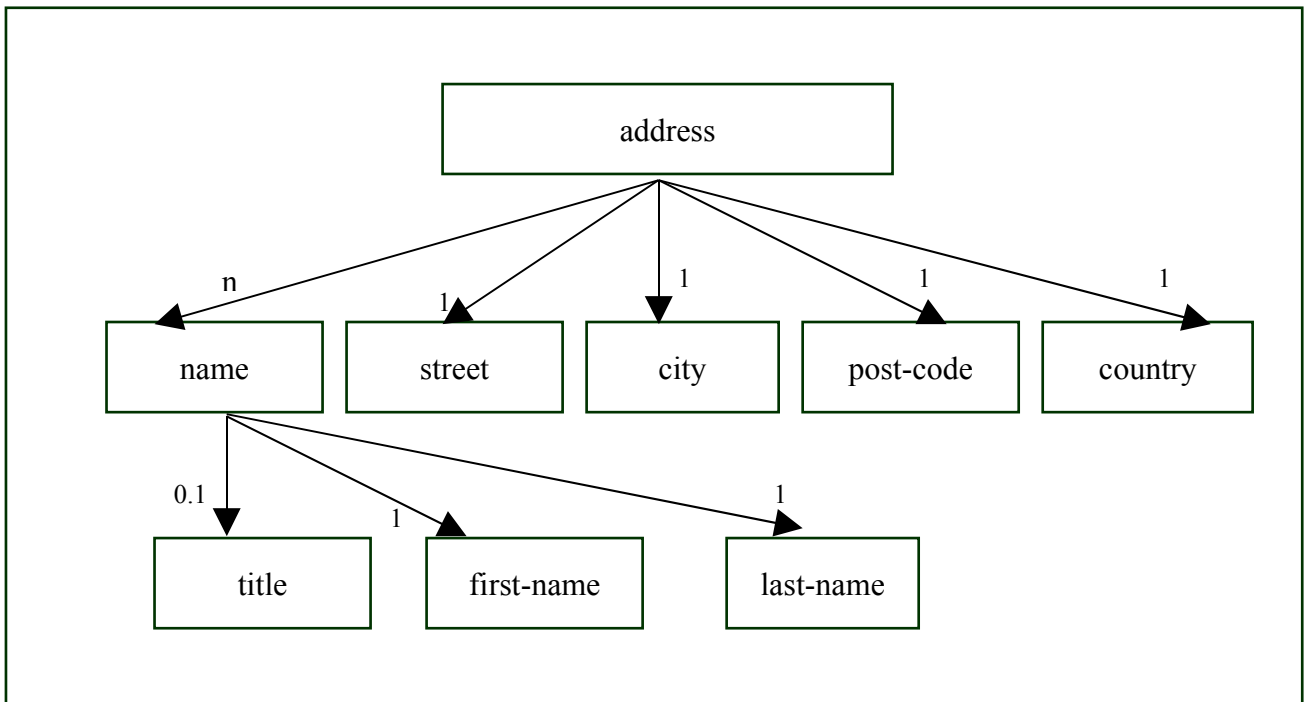 address
n
1
1
1
1
name
street
city
post-code
country
0.1
1
1
title
first-name
last-name